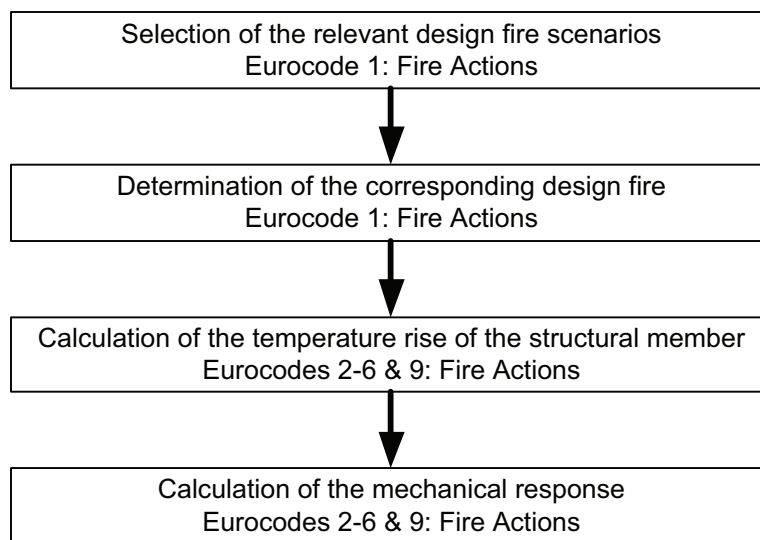 Selection of the relevant design fire scenarios
Eurocode 1: Fire Actions
Determination of the corresponding design fire
Eurocode 1: Fire Actions
Calculation of the temperature rise of the structural member
Eurocodes 2-6 & 9: Fire Actions
Calculation of the mechanical response
Eurocodes 2-6 & 9: Fire Actions